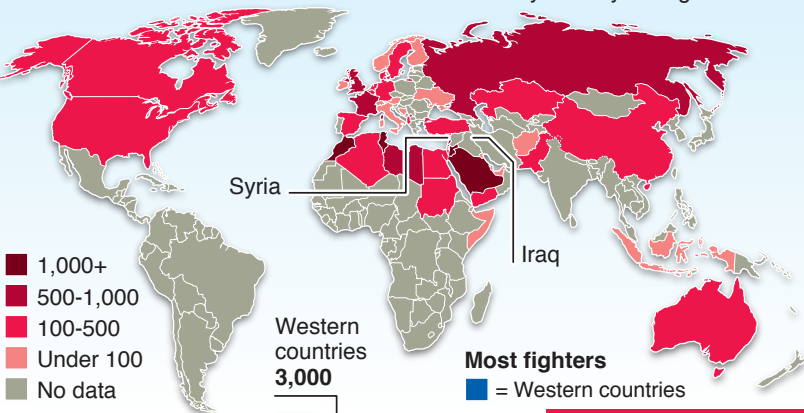 Syria
Iraq
1,000+
500-1,000
100-500
Under 100
No data
Western
countries
3,000
Most fighters
= Western countries